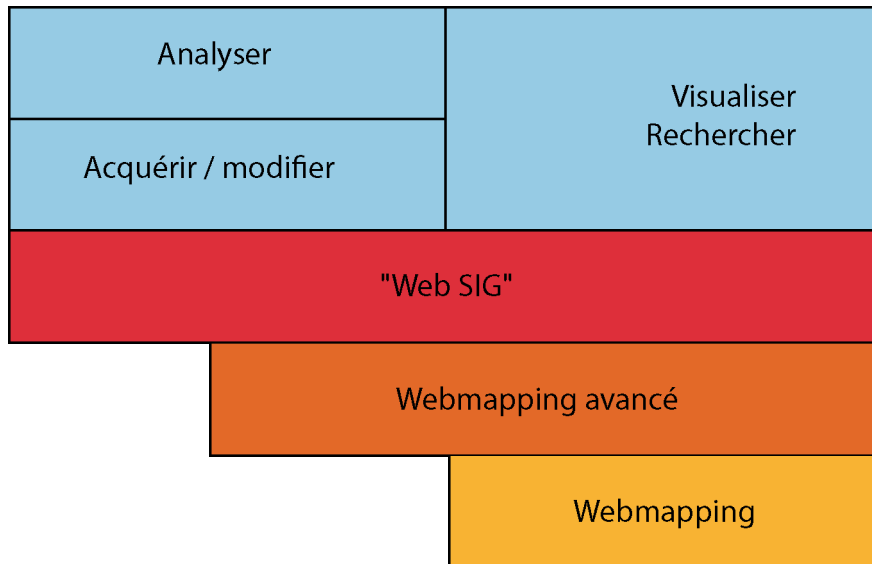 Analyser
Visualiser
Rechercher
Acquérir / modifier
"Web SIG"
Webmapping avancé
Webmapping